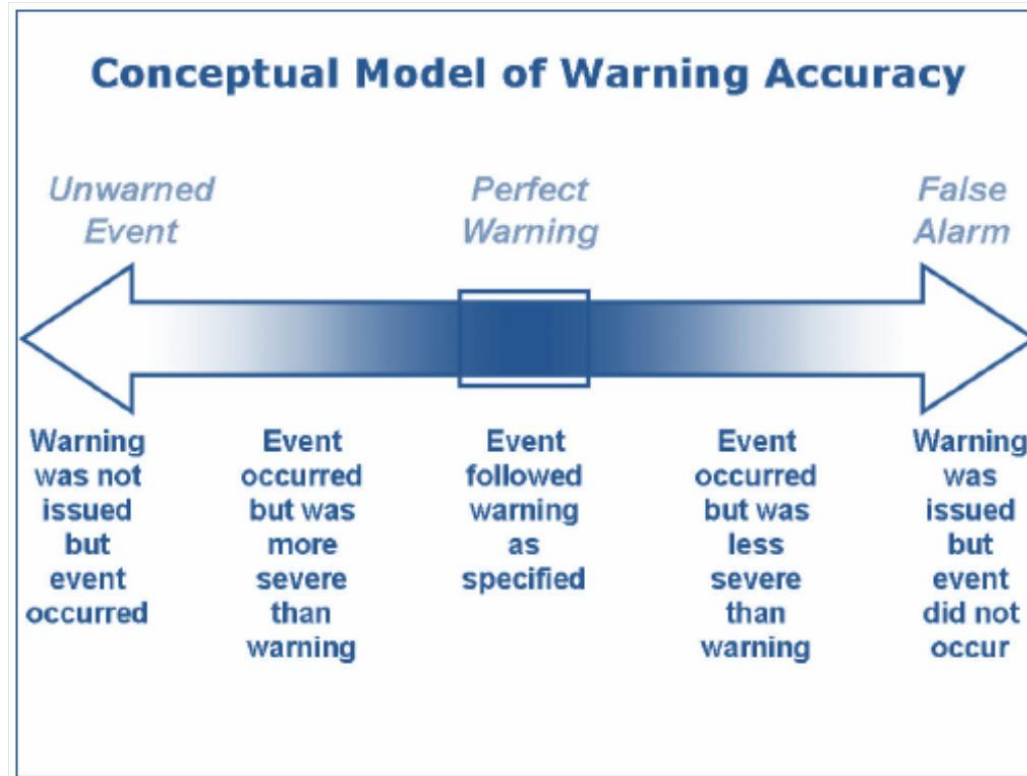 Conceptual Model of Warning Accuracy
Unwarned
Event
Perfect
Warning
False
Alarm
Warning
was not
issued
but
event
occurred
Event
occurred
but was
more
severe
than
warning
Event
followed
warning
as
specified
Event
occurred
but was
less
severe
than
warning
Warning
was
issued
but
event
did not
occur